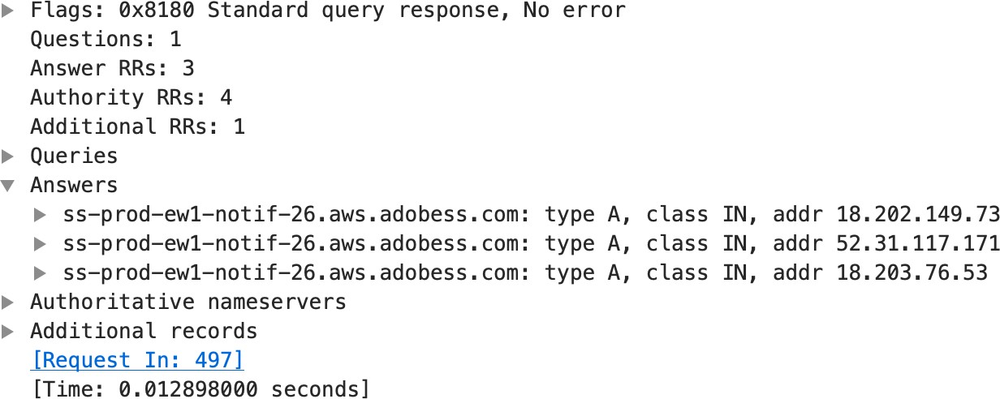 Flags: 0x8180 Standard query response, No error
Questions: 1
Answer RRs: 3
Authority RRs: 4
Additional RRs: 1
Queries
Answers
ss-prod-ew1-notif-26.aws.adobess.com: type A, class IN, addr 18.202.149.73
ss-prod-ew1-notif-26.aws.adobess.com: type A, class IN, addr 52.31.117.171
ss-prod-ew1-notif-26.aws.adobess.com: type A, class IN, addr 18.203.76.53
Authoritative nameservers
Additional records
[Request In: 497]
[Time: 0.012898000 seconds]